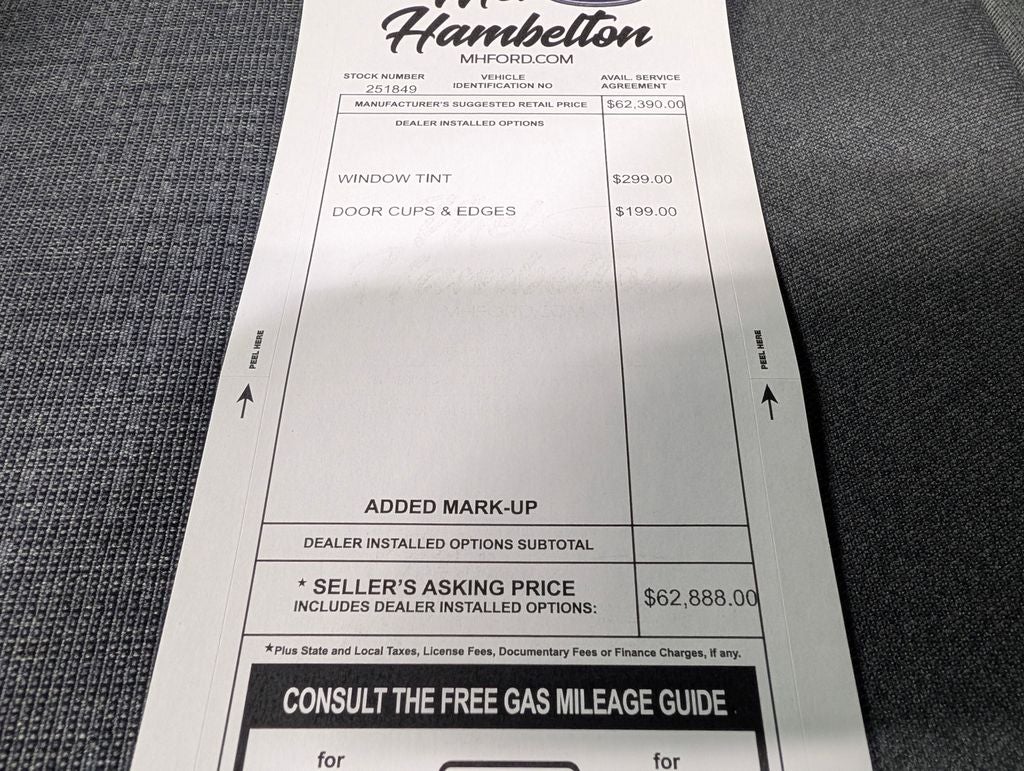 Hambelton
MHFORD.COM
STOCK NUMBER
251849
VEHICLE
IDENTIFICATION NO
AVAIL. SERVICE
AGREEMENT
MANUFACTURER'S SUGGESTED RETAIL PRICE $62,390.00
DEALER INSTALLED OPTIONS
WINDOW TINT $299.00
DOOR CUPS & EDGES $199.00
PEEL HERE
PEEL HERE
ADDED MARK-UP
DEALER INSTALLED OPTIONS SUBTOTAL
★ SELLER'S ASKING PRICE $62,888.00
INCLUDES DEALER INSTALLED OPTIONS:
★Plus State and Local Taxes, License Fees, Documentary Fees or Finance Charges, if any.
CONSULT THE FREE GAS MILEAGE GUIDE
for for